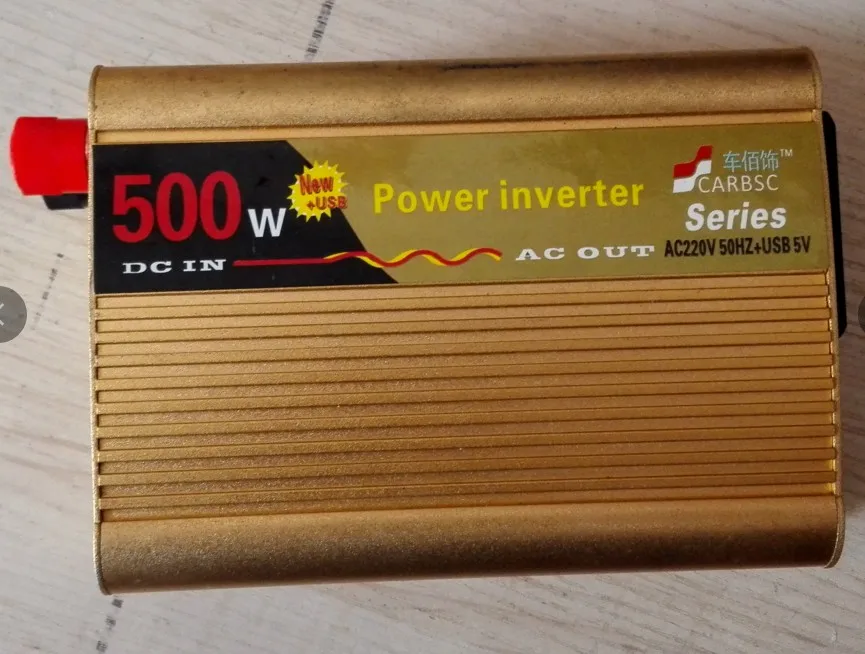 500W
New
+USB
Power inverter
车佰饰™
CARBSC
Series
DC IN
AC OUT
AC220V 50HZ+USB 5V